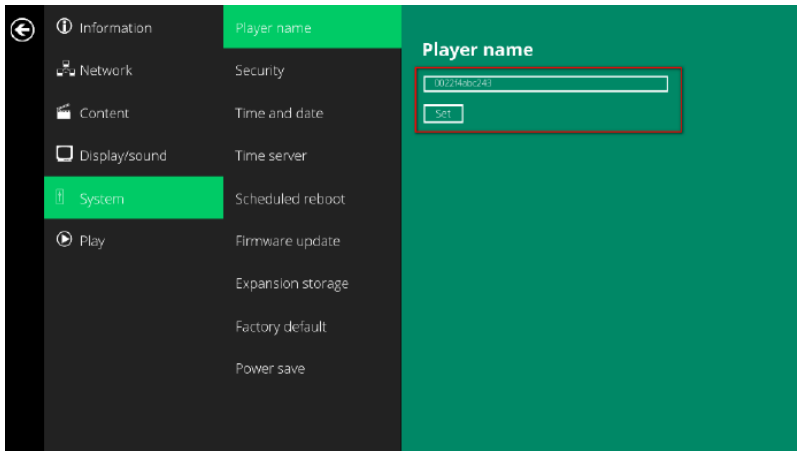 Information
Network
Content
Display/sound
System
Play
Player name
Security
Time and date
Time server
Scheduled reboot
Firmware update
Expansion storage
Factory default
Power save
Player name
0022f4abc243
Set